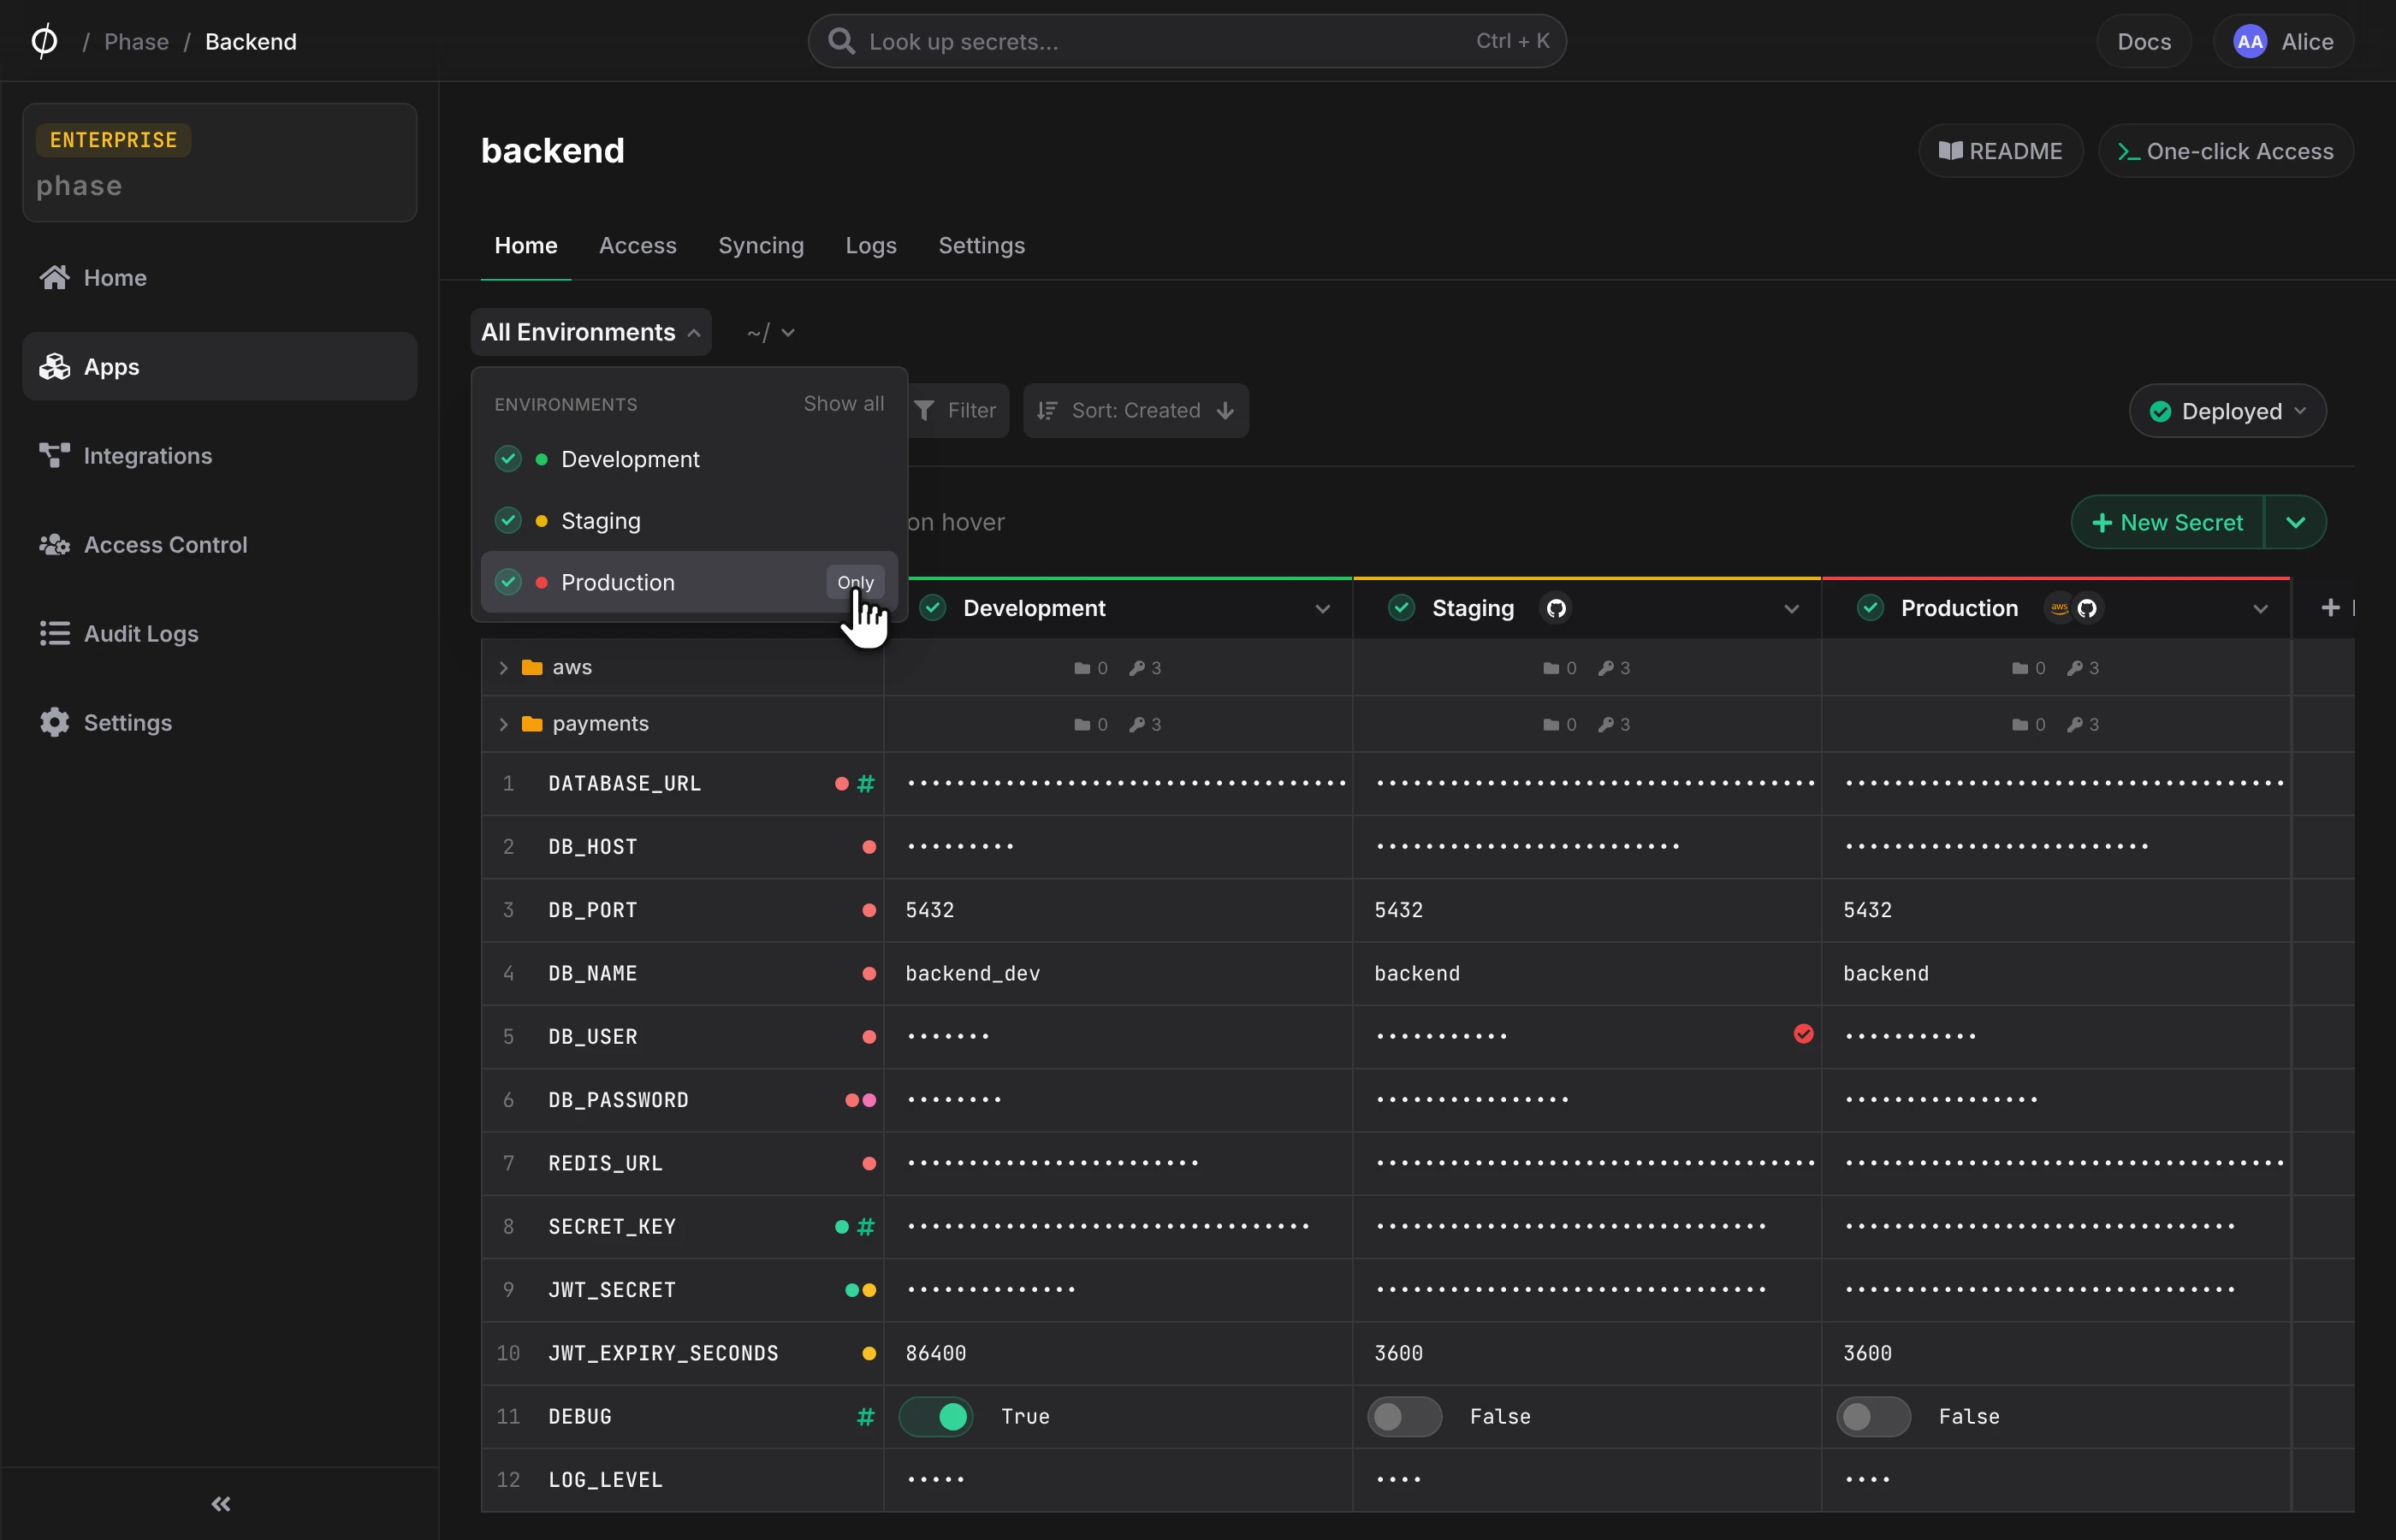 / Phase / Backend
Look up secrets...
Ctrl + K
Docs
AA Alice
ENTERPRISE
phase
Home
Apps
Integrations
Access Control
Audit Logs
Settings
backend
README
One-click Access
Home Access Syncing Logs Settings
All Environments
~/
ENVIRONMENTS
Show all
Development
Staging
Production
Only
Filter
Sort: Created
Deployed
on hover
New Secret
Development
Staging
Production
aws
aws 0 3 0 3 0 3
payments 0 3 0 3 0 3
1 DATABASE_URL # ••••••••••••••••••••••••••••••••• ••••••••••••••••••••••••••••••••• •••••••••••••••••••••••••••••••••
2 DB_HOST ••••••••• ••••••••••••••••••••••••• •••••••••••••••••••••••••
3 DB_PORT 5432 5432 5432
4 DB_NAME backend_dev backend backend
5 DB_USER ••••••• ••••••••••• •••••••••••
6 DB_PASSWORD •••••••• •••••••••••••••• ••••••••••••••••
7 REDIS_URL •••••••••••••••••••••••• ••••••••••••••••••••••••••••••••• •••••••••••••••••••••••••••••••••
8 SECRET_KEY # ••••••••••••••••••••••••••••••••• •••••••••••••••••••••••••••••••• ••••••••••••••••••••••••••••••••
9 JWT_SECRET •••••••••••••• •••••••••••••••••••••••••••••••• ••••••••••••••••••••••••••••••••
10 JWT_EXPIRY_SECONDS 86400 3600 3600
11 DEBUG # True False False
12 LOG_LEVEL ••••• •••• ••••